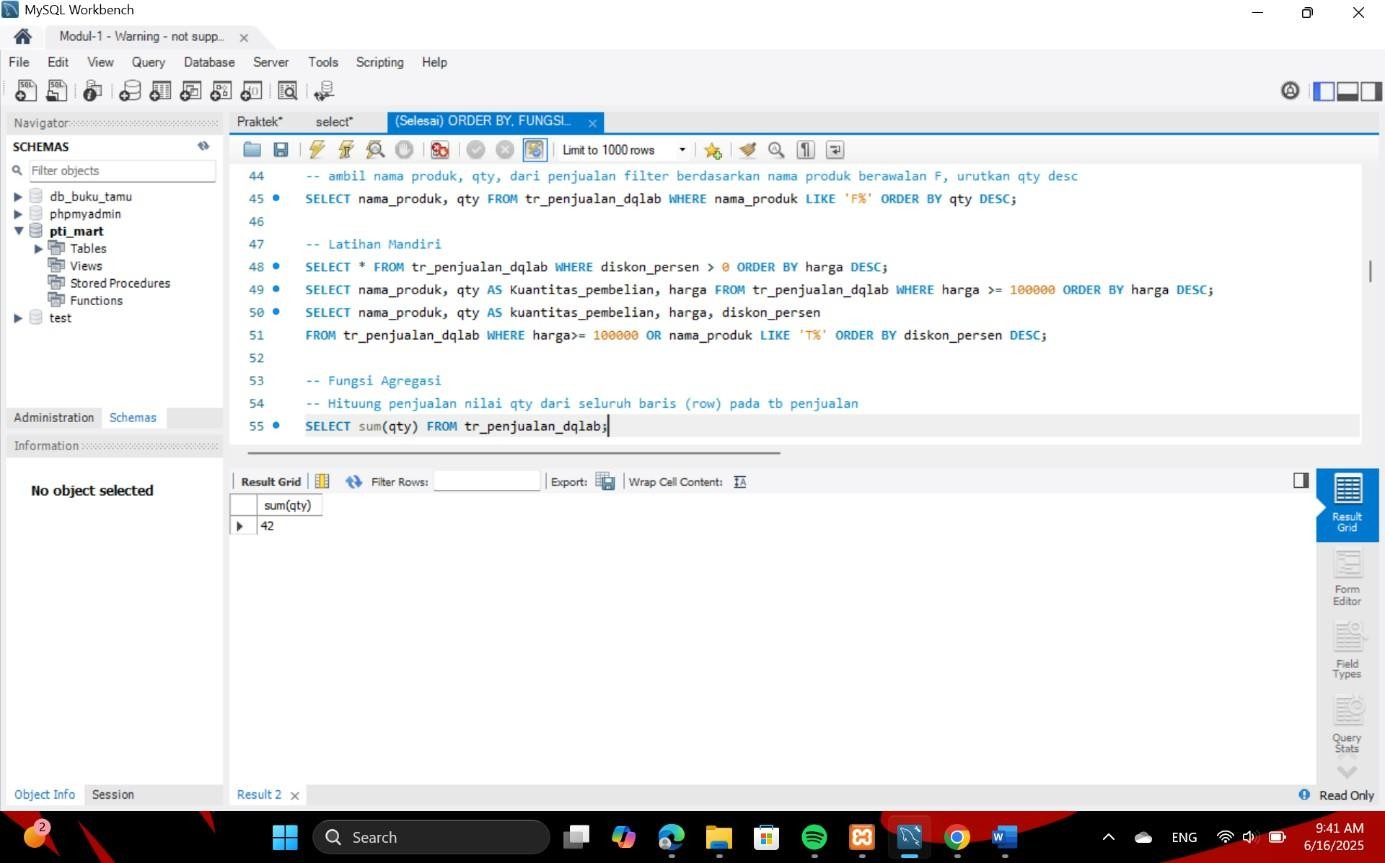 MySQL Workbench
Modul-1 - Warning - not supp...
File Edit View Query Database Server Tools Scripting Help
Navigator
Praktek* select* (Selesai) ORDER BY, FUNGSI...
SCHEMAS
Limit to 1000 rows
Filter objects
db_buku_tamu
phpmyadmin
pti_mart
Tables
Views
Stored Procedures
Functions
test
44 -- ambil nama produk, qty, dari penjualan filter berdasarkan nama produk berawalan F, urutkan qty desc
45 SELECT nama_produk, qty FROM tr_penjualan_dqlab WHERE nama_produk LIKE 'F%' ORDER BY qty DESC;
46
47 -- Latihan Mandiri
48 SELECT * FROM tr_penjualan_dqlab WHERE diskon_persen > 0 ORDER BY harga DESC;
49 SELECT nama_produk, qty AS Kuantitas_pembelian, harga FROM tr_penjualan_dqlab WHERE harga >= 100000 ORDER BY harga DESC;
50 SELECT nama_produk, qty AS kuantitas_pembelian, harga, diskon_persen
51 FROM tr_penjualan_dqlab WHERE harga>= 100000 OR nama_produk LIKE 'T%' ORDER BY diskon_persen DESC;
52
53 -- Fungsi Agregasi
54 -- Hituung penjualan nilai qty dari seluruh baris (row) pada tb penjualan
55 SELECT sum(qty) FROM tr_penjualan_dqlab;
Administration Schemas
Information
No object selected
Result Grid Filter Rows: Export: Wrap Cell Content:
sum(qty)
42
Result Grid
Form Editor
Field Types
Query Stats
Object Info Session
Result 2
Read Only
2
Search
ENG
9:41 AM
6/16/2025